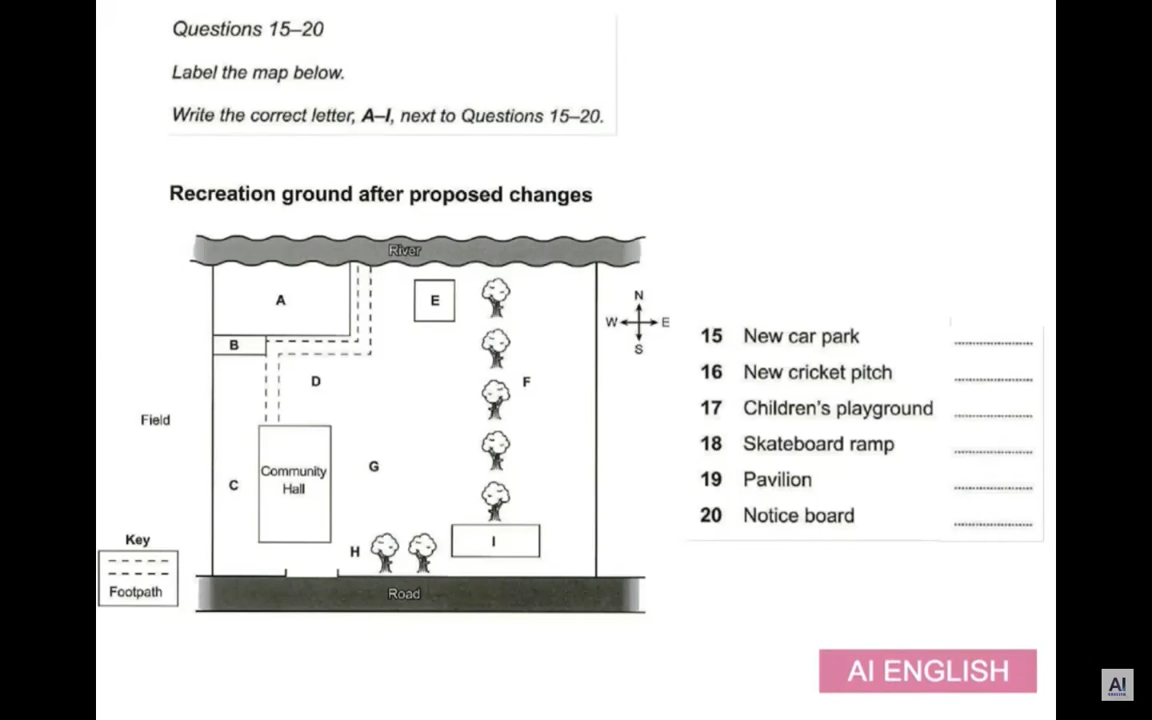 Questions 15–20
Label the map below.
Write the correct letter, A–I, next to Questions 15–20.
Recreation ground after proposed changes
River
A
E
N
W
E
S
B
D
F
Field
Community
Hall
G
C
H
I
Key
Footpath
Road
15 New car park ....................
16 New cricket pitch ....................
17 Children's playground ....................
18 Skateboard ramp ....................
19 Pavilion ....................
20 Notice board ....................
AI ENGLISH
AI
ENGLISH